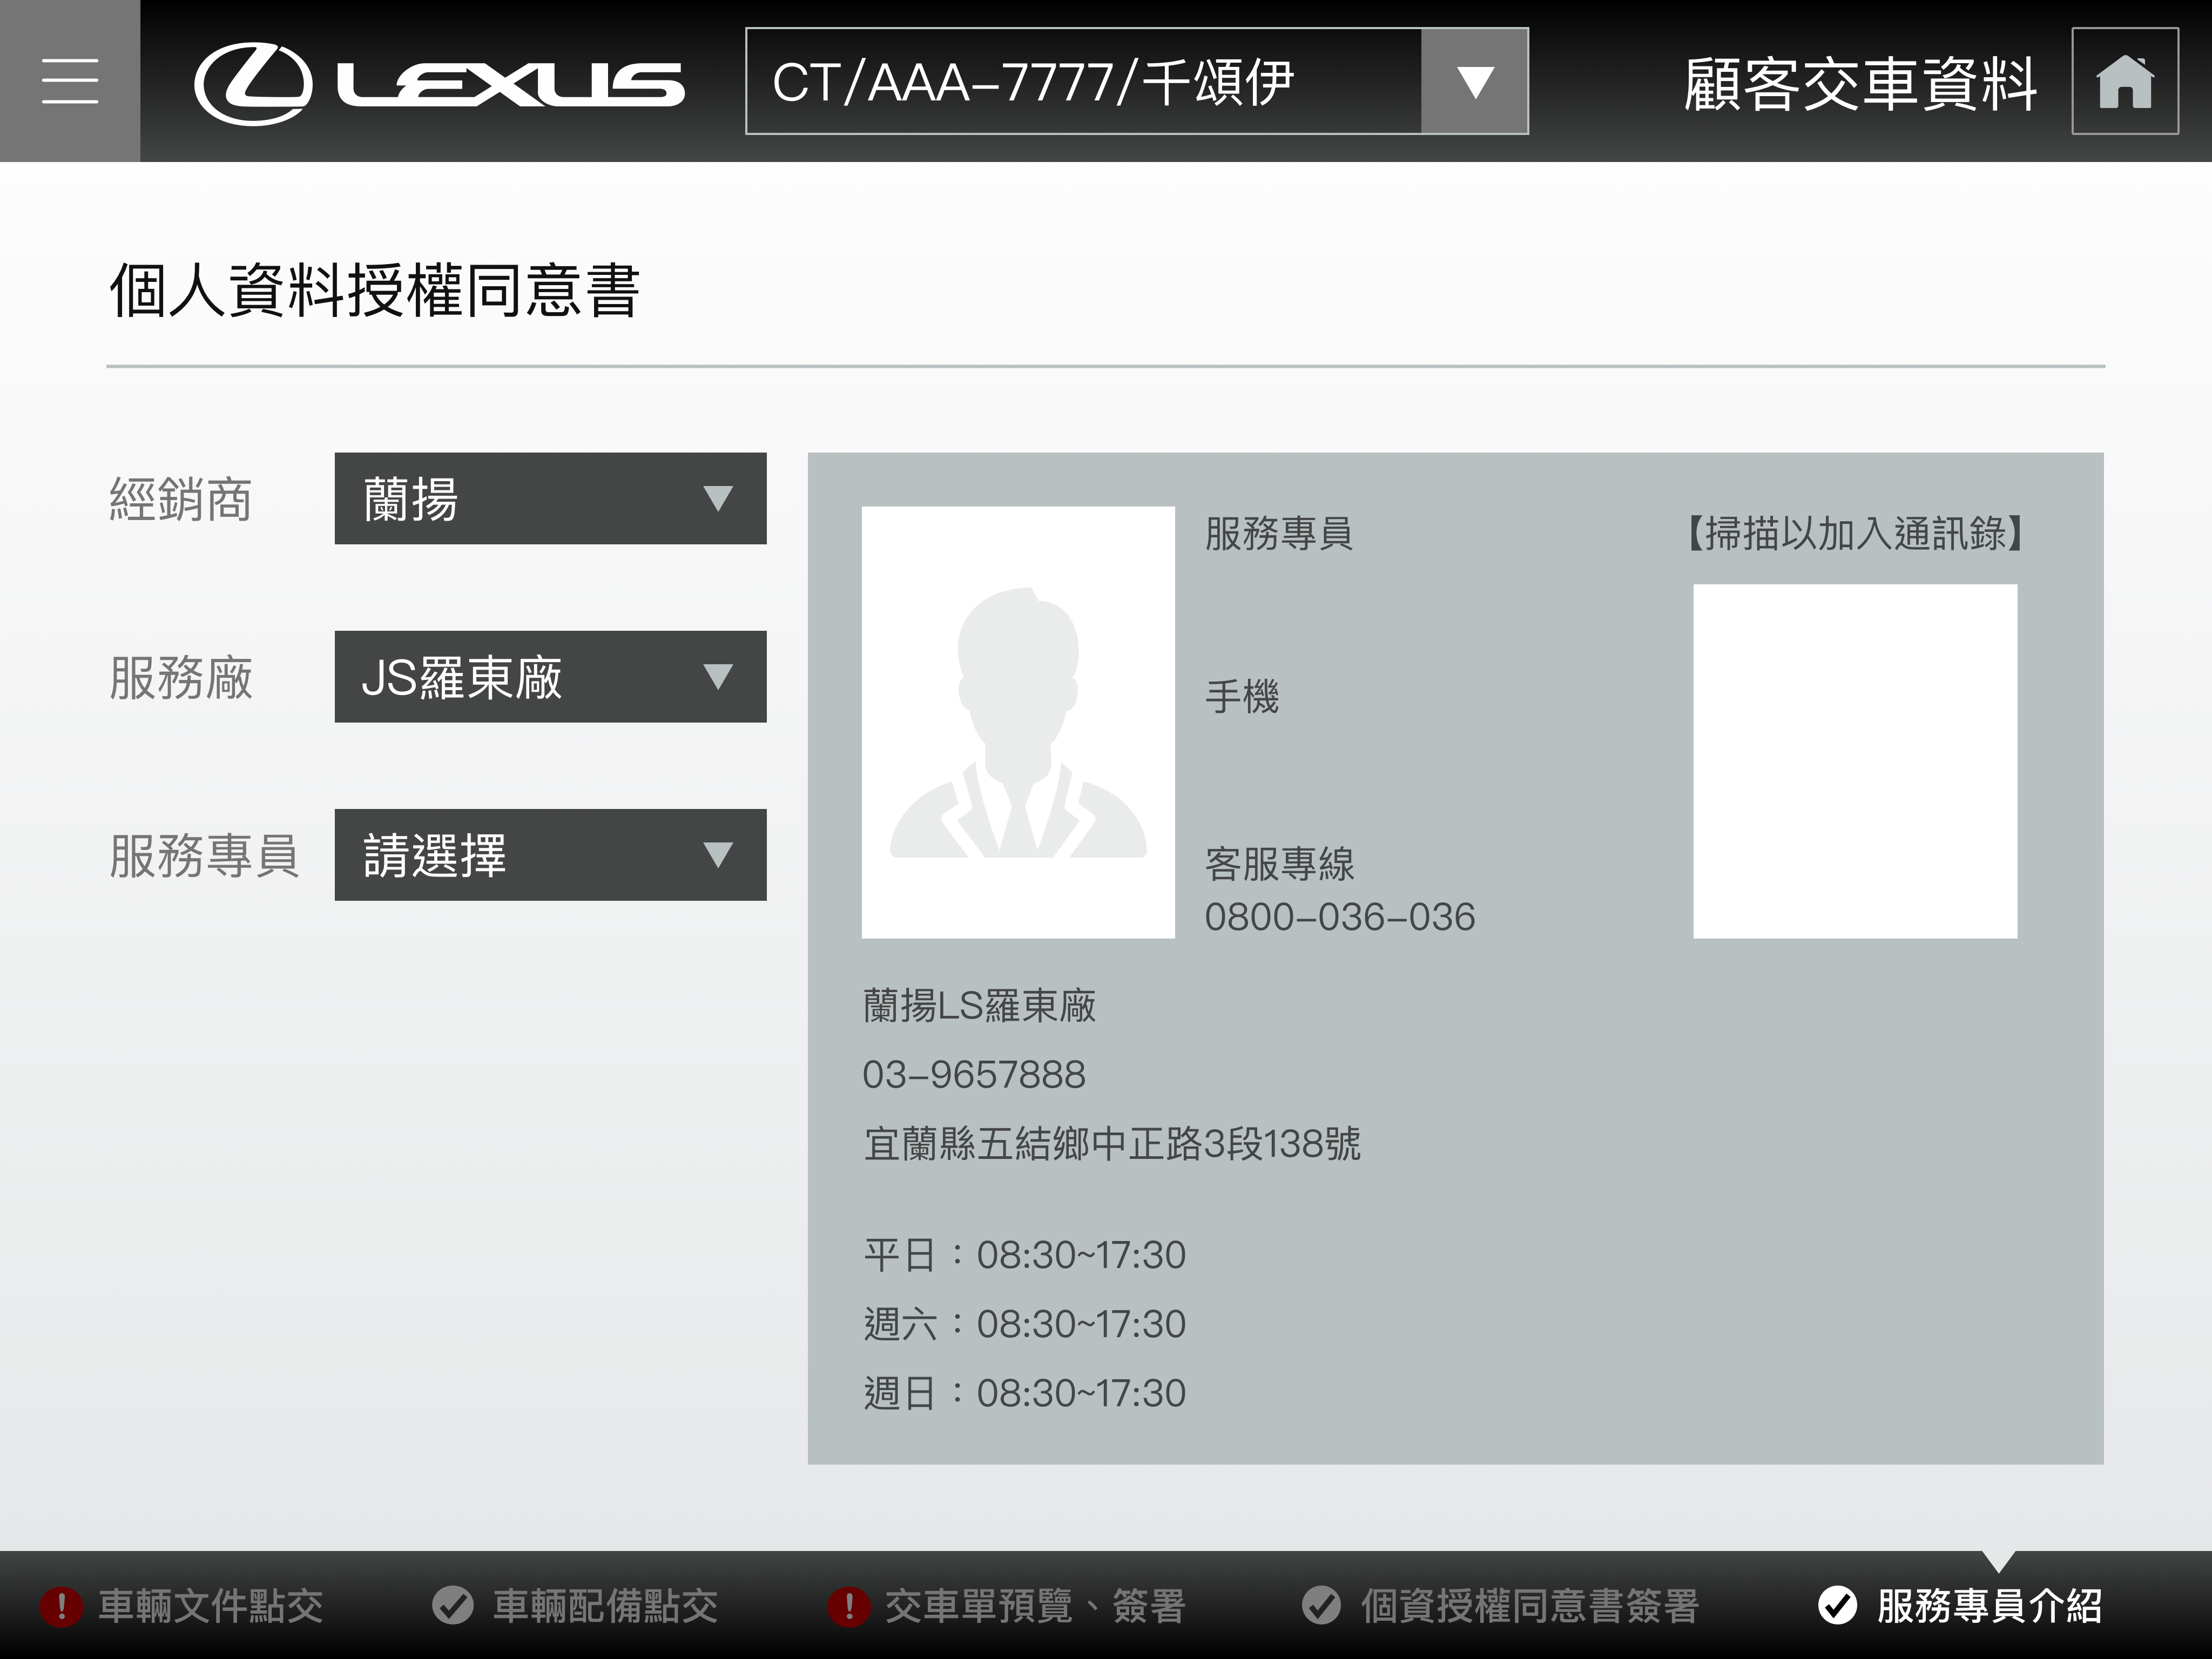 LEXUS
CT/AAA-7777/千頌伊
顧客交車資料
個人資料授權同意書
經銷商
蘭揚
服務廠
JS羅東廠
服務專員
請選擇
服務專員
【掃描以加入通訊錄】
手機
客服專線
0800-036-036
蘭揚LS羅東廠
03-9657888
宜蘭縣五結鄉中正路3段138號
平日：08:30~17:30
週六：08:30~17:30
週日：08:30~17:30
車輛文件點交
車輛配備點交
交車單預覽、簽署
個資授權同意書簽署
服務專員介紹